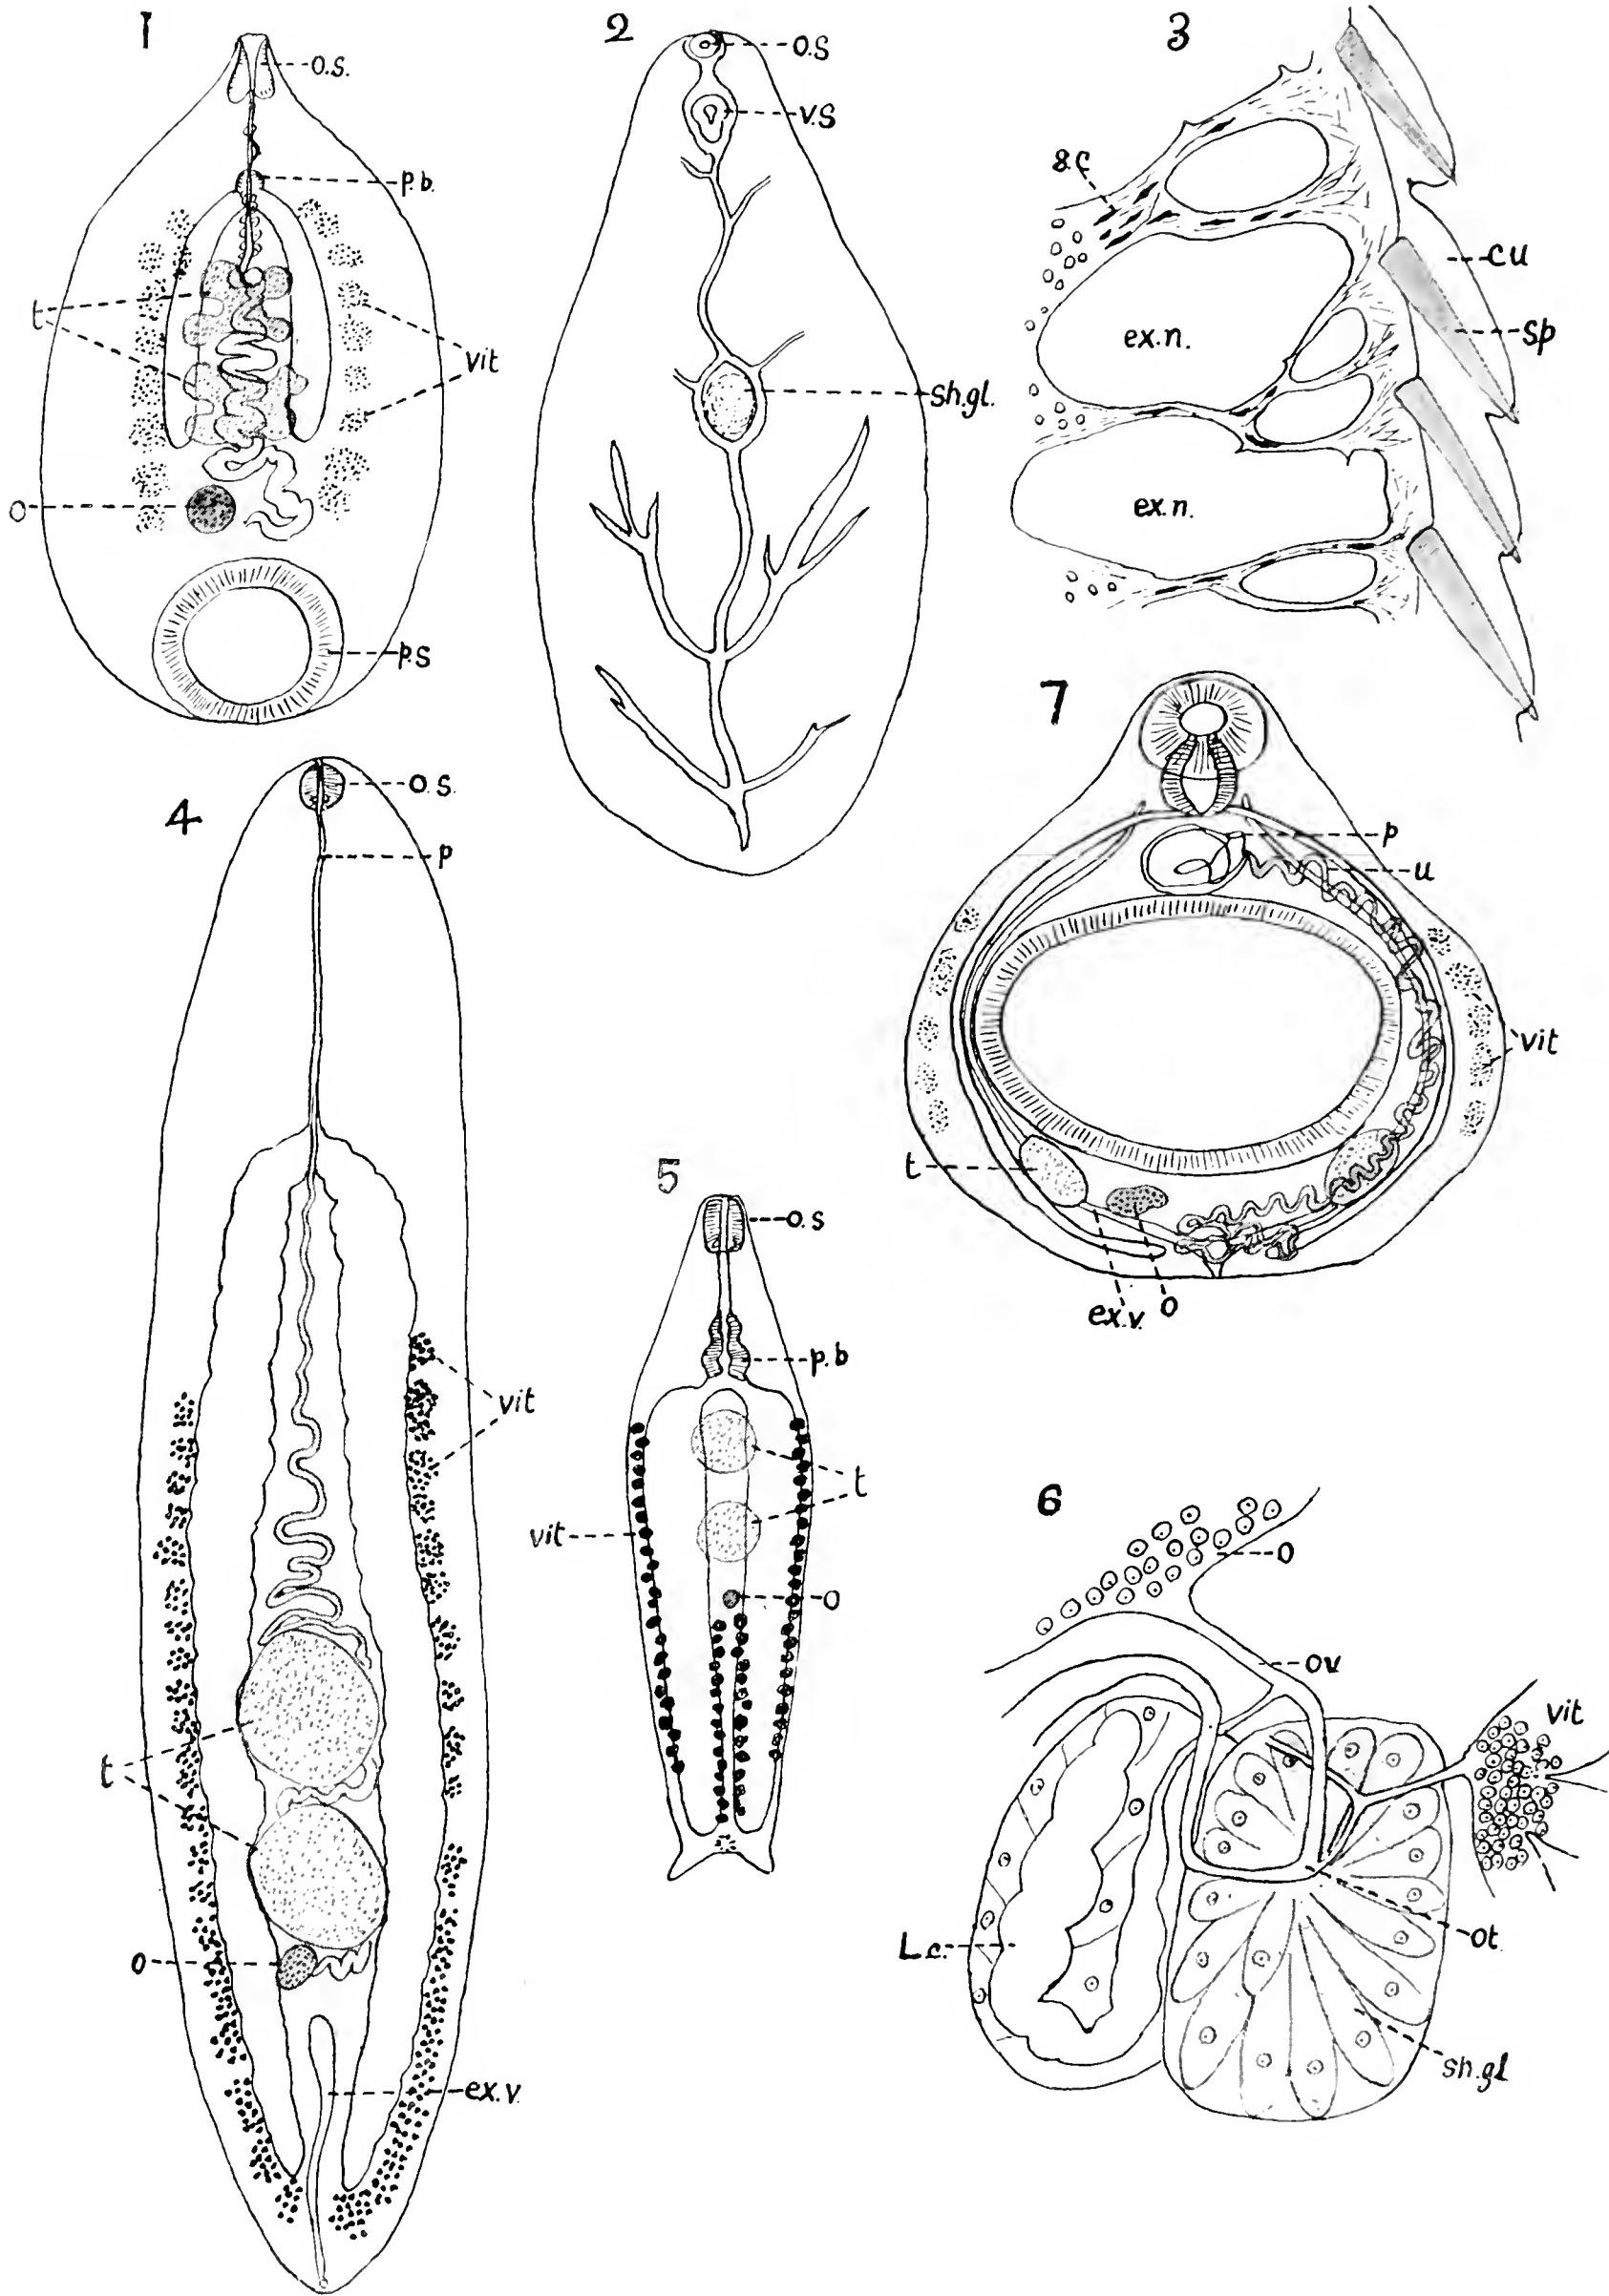 1
o.s.
p.b.
t
vit
o
p.s
2
o.s
v.s
sh.gl.
3
s.c
cu
sp
ex.n.
ex.n.
4
o.s.
p
vit
t
o
ex.v.
5
o.s
p.b
t
vit
o
7
p
u
vit
t
ex.v.
o
6
o
ov
vit
L.c.
ot
sh.gl